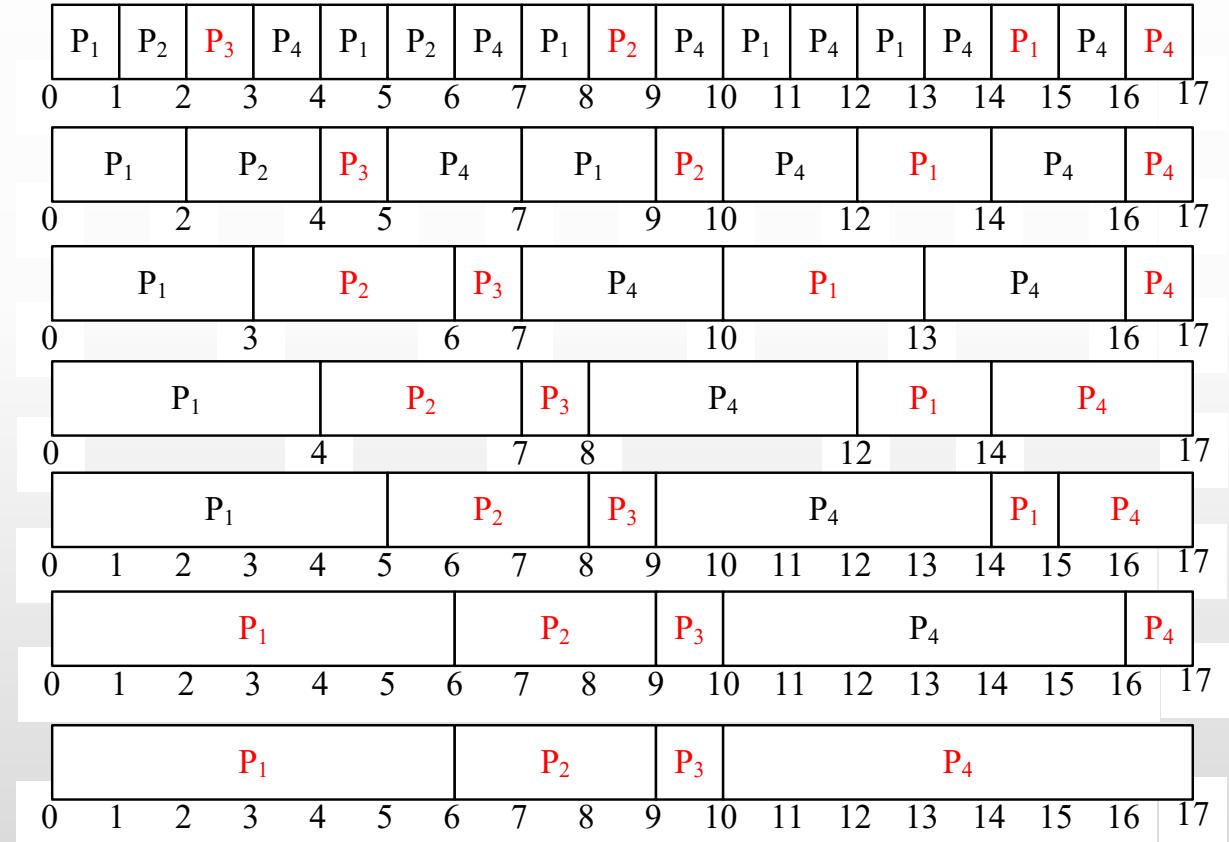 P₁ P₂ P₃ P₄ P₁ P₂ P₄ P₁ P₂ P₄ P₁ P₄ P₁ P₄ P₁ P₄ P₄
0 1 2 3 4 5 6 7 8 9 10 11 12 13 14 15 16 17
P₁ P₂ P₃ P₄ P₁ P₂ P₄ P₁ P₄ P₄
0 2 4 5 7 9 10 12 14 16 17
P₁ P₂ P₃ P₄ P₁ P₄ P₄
0 3 6 7 10 13 16 17
P₁ P₂ P₃ P₄ P₁ P₄
0 4 7 8 12 14 17
P₁ P₂ P₃ P₄ P₁ P₄
0 1 2 3 4 5 6 7 8 9 10 11 12 13 14 15 16 17
P₁ P₂ P₃ P₄ P₄
0 1 2 3 4 5 6 7 8 9 10 11 12 13 14 15 16 17
P₁ P₂ P₃ P₄
0 1 2 3 4 5 6 7 8 9 10 11 12 13 14 15 16 17